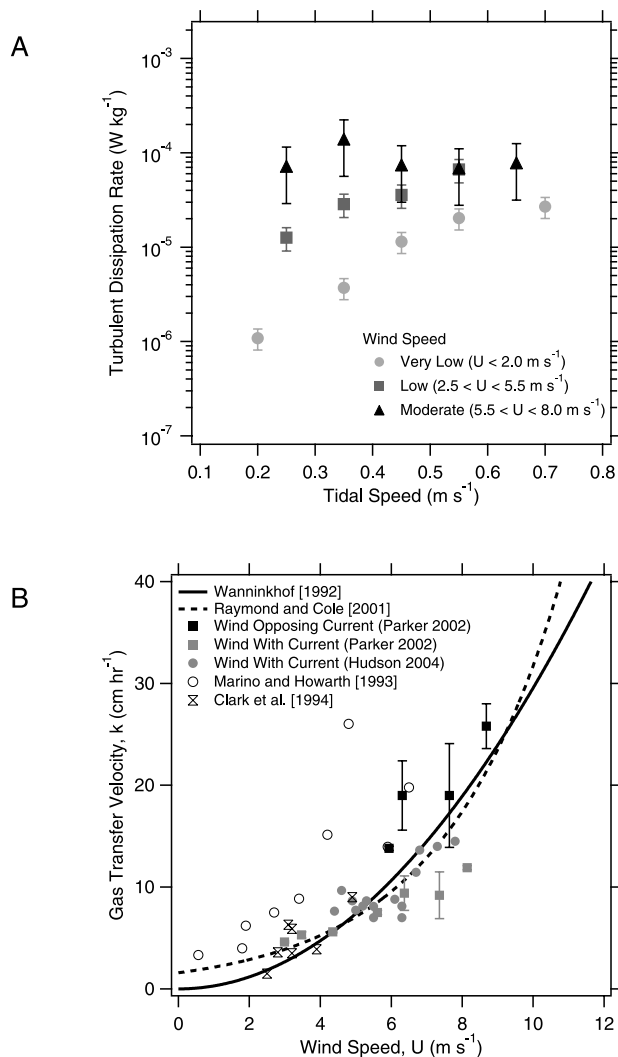 A
Turbulent Dissipation Rate (W kg⁻¹)
10⁻³
10⁻⁴
10⁻⁵
10⁻⁶
10⁻⁷
Wind Speed
Very Low (U < 2.0 m s⁻¹)
Low (2.5 < U < 5.5 m s⁻¹)
Moderate (5.5 < U < 8.0 m s⁻¹)
0.1 0.2 0.3 0.4 0.5 0.6 0.7 0.8
Tidal Speed (m s⁻¹)
B
Gas Transfer Velocity, k (cm hr⁻¹)
40
30
20
10
0
Wanninkhof [1992]
Raymond and Cole [2001]
Wind Opposing Current (Parker 2002)
Wind With Current (Parker 2002)
Wind With Current (Hudson 2004)
Marino and Howarth [1993]
Clark et al. [1994]
0 2 4 6 8 10 12
Wind Speed, U (m s⁻¹)